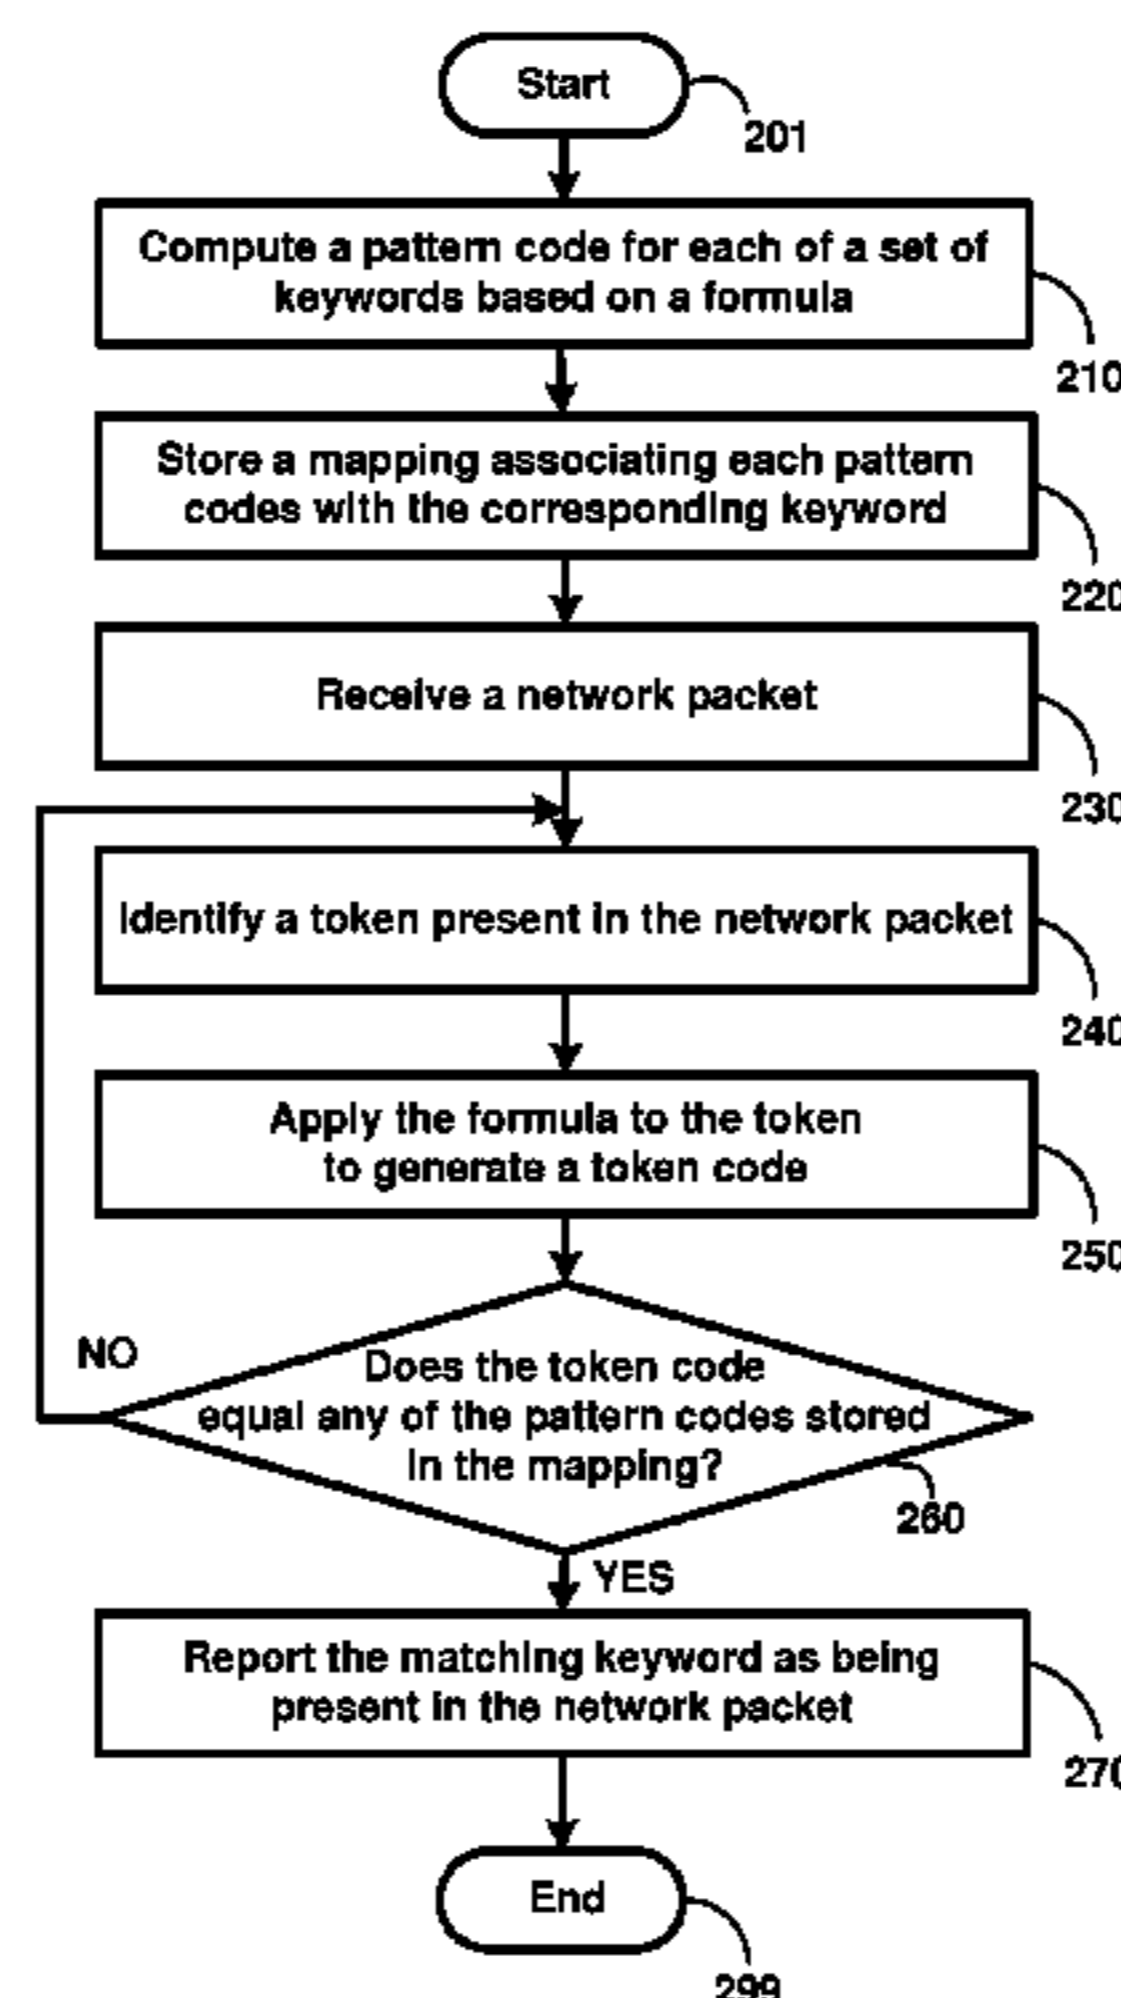 Start
201
Compute a pattern code for each of a set of
keywords based on a formula
210
Store a mapping associating each pattern
codes with the corresponding keyword
220
Receive a network packet
230
Identify a token present in the network packet
240
Apply the formula to the token
to generate a token code
250
NO
Does the token code
equal any of the pattern codes stored
in the mapping?
260
YES
Report the matching keyword as being
present in the network packet
270
End
299